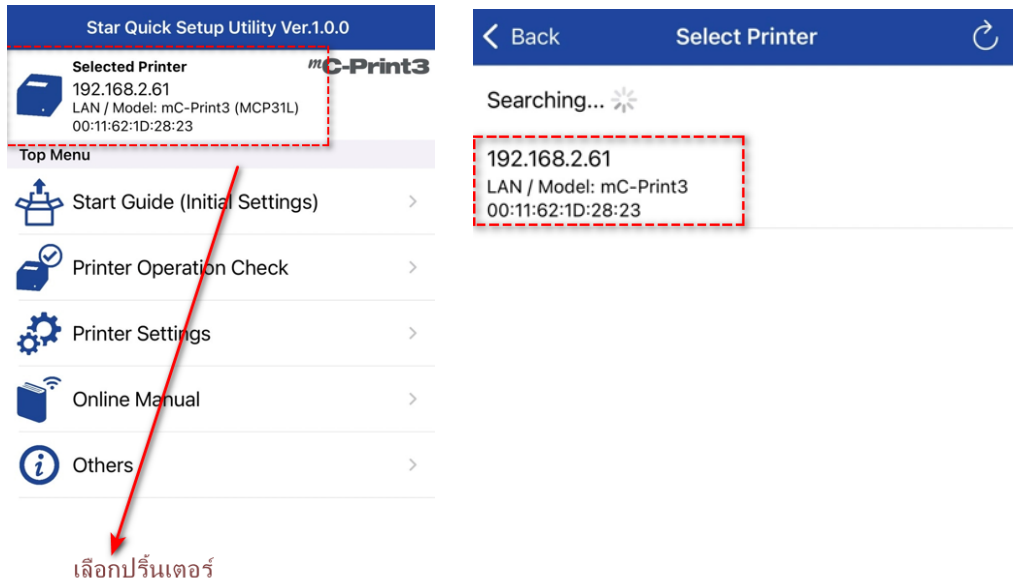 Star Quick Setup Utility Ver.1.0.0
Selected Printer
mC-Print3
192.168.2.61
LAN / Model: mC-Print3 (MCP31L)
00:11:62:1D:28:23
Top Menu
Start Guide (Initial Settings)
Printer Operation Check
Printer Settings
Online Manual
Others
เลือกปริ้นเตอร์
Back
Select Printer
Searching...
192.168.2.61
LAN / Model: mC-Print3
00:11:62:1D:28:23